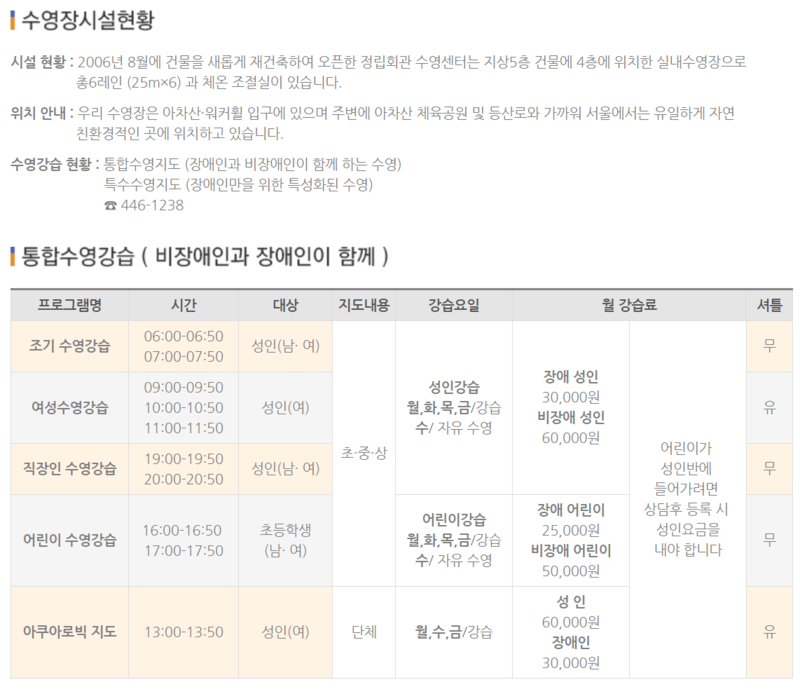 수영장시설현황
시설 현황 : 2006년 8월에 건물을 새롭게 재건축하여 오픈한 정립회관 수영센터는 지상5층 건물에 4층에 위치한 실내수영장으로
총6레인 (25m×6) 과 체온 조절실이 있습니다.
위치 안내 : 우리 수영장은 아차산·워커휠 입구에 있으며 주변에 아차산 체육공원 및 등산로와 가까워 서울에서는 유일하게 자연
친환경적인 곳에 위치하고 있습니다.
수영강습 현황 : 통합수영지도 (장애인과 비장애인이 함께 하는 수영)
특수수영지도 (장애인만을 위한 특성화된 수영)
☎ 446-1238
통합수영강습 ( 비장애인과 장애인이 함께 )
프로그램명 시간 대상 지도내용 강습요일 월 강습료 셔틀
조기 수영강습
06:00-06:50
07:00-07:50
성인(남· 여)
무
여성수영강습
09:00-09:50
10:00-10:50
11:00-11:50
성인(여)
유
직장인 수영강습
19:00-19:50
20:00-20:50
성인(남· 여)
무
초·중·상
성인강습
월,화,목,금/강습
수/ 자유 수영
장애 성인
30,000원
비장애 성인
60,000원
어린이가
성인반에
들어가려면
상담후 등록 시
성인요금을
내야 합니다
어린이 수영강습
16:00-16:50
17:00-17:50
초등학생
(남· 여)
어린이강습
월,화,목,금/강습
수/ 자유 수영
장애 어린이
25,000원
비장애 어린이
50,000원
무
아쿠아로빅 지도
13:00-13:50
성인(여)
단체
월,수,금/강습
성 인
60,000원
장애인
30,000원
유